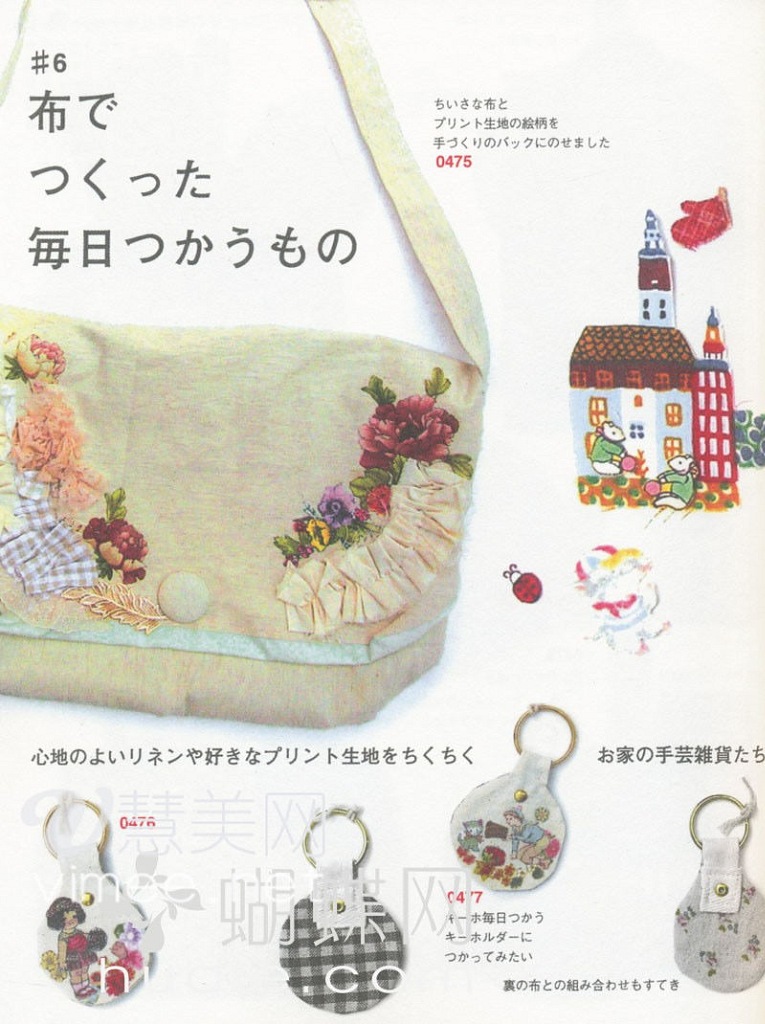 ♯6
布で
つくった
毎日つかうもの
ちいさな布と
プリント生地の絵柄を
手づくりのバックにのせました
0475
心地のよいリネンや好きなプリント生地をちくちく
お家の手芸雑貨たち
慧美网
0476
蝴蝶网
0477
キーホ毎日つかう
キーホルダーに
つかってみたい
裏の布との組み合わせもすてき